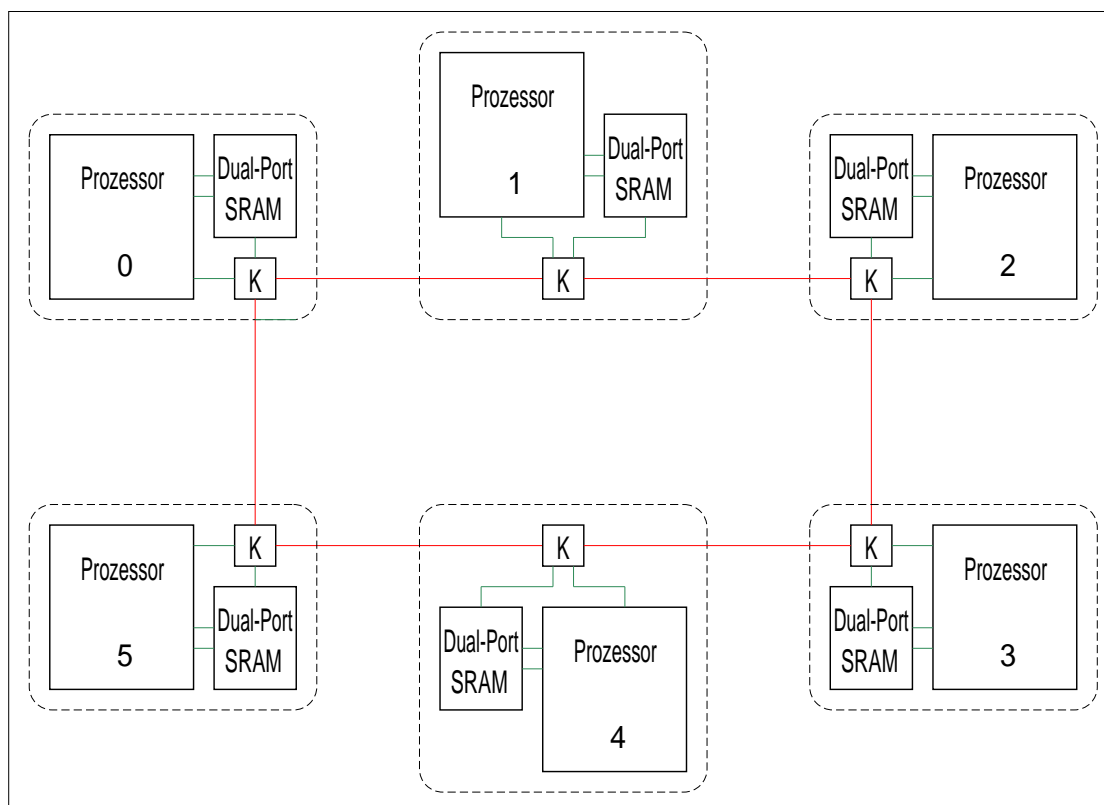 Prozessor
0
Dual-Port
SRAM
K
Prozessor
1
Dual-Port
SRAM
K
Dual-Port
SRAM
K
Prozessor
2
Prozessor
5
K
Dual-Port
SRAM
K
Dual-Port
SRAM
Prozessor
4
K
Dual-Port
SRAM
Prozessor
3